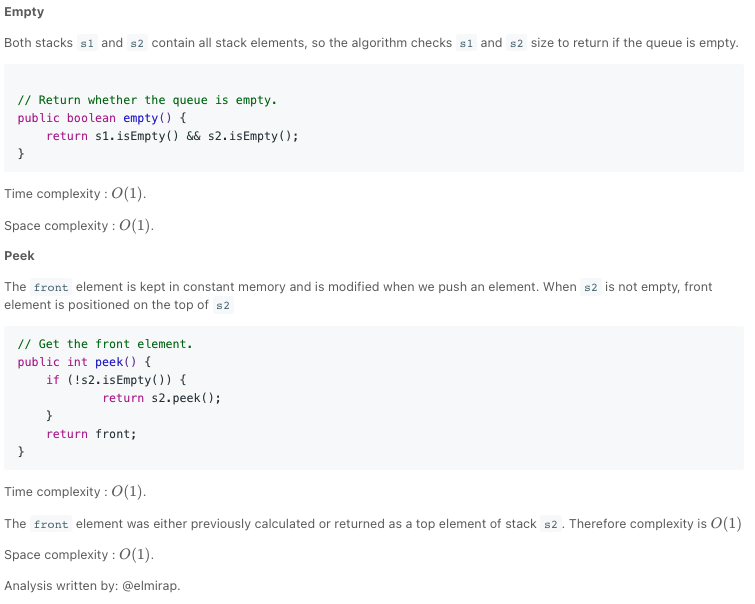 Empty
Both stacks s1 and s2 contain all stack elements, so the algorithm checks s1 and s2 size to return if the queue is empty.
// Return whether the queue is empty.
public boolean empty() {
    return s1.isEmpty() && s2.isEmpty();
}
Time complexity : O(1).
Space complexity : O(1).
Peek
The front element is kept in constant memory and is modified when we push an element. When s2 is not empty, front
element is positioned on the top of s2
// Get the front element.
public int peek() {
    if (!s2.isEmpty()) {
            return s2.peek();
    }
    return front;
}
Time complexity : O(1).
The front element was either previously calculated or returned as a top element of stack s2. Therefore complexity is O(1)
Space complexity : O(1).
Analysis written by: @elmirap.